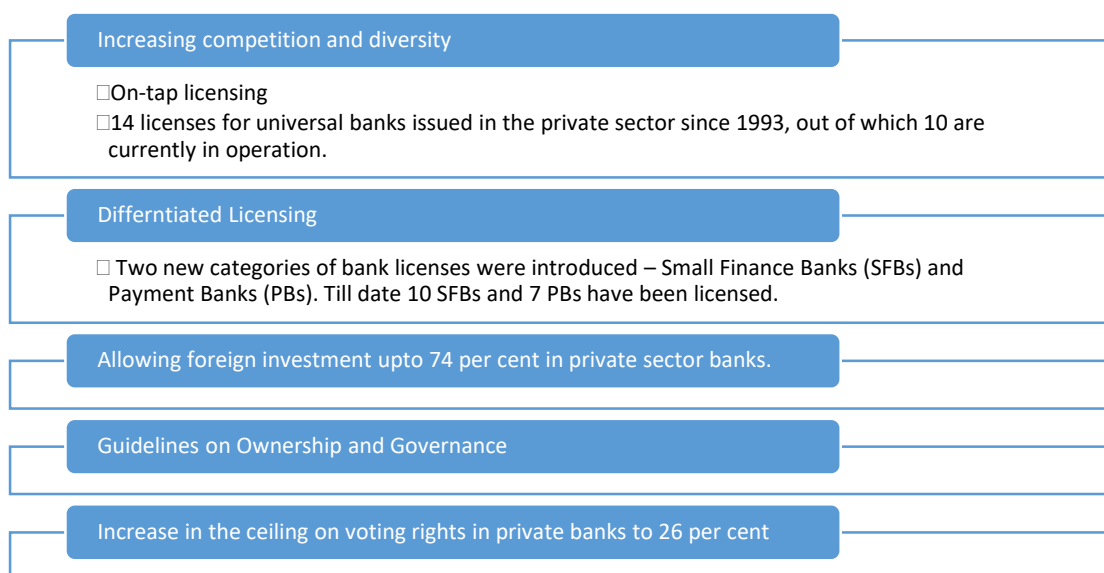 Increasing competition and diversity
□On-tap licensing
□14 licenses for universal banks issued in the private sector since 1993, out of which 10 are
currently in operation.
Differntiated Licensing
□ Two new categories of bank licenses were introduced – Small Finance Banks (SFBs) and
Payment Banks (PBs). Till date 10 SFBs and 7 PBs have been licensed.
Allowing foreign investment upto 74 per cent in private sector banks.
Guidelines on Ownership and Governance
Increase in the ceiling on voting rights in private banks to 26 per cent